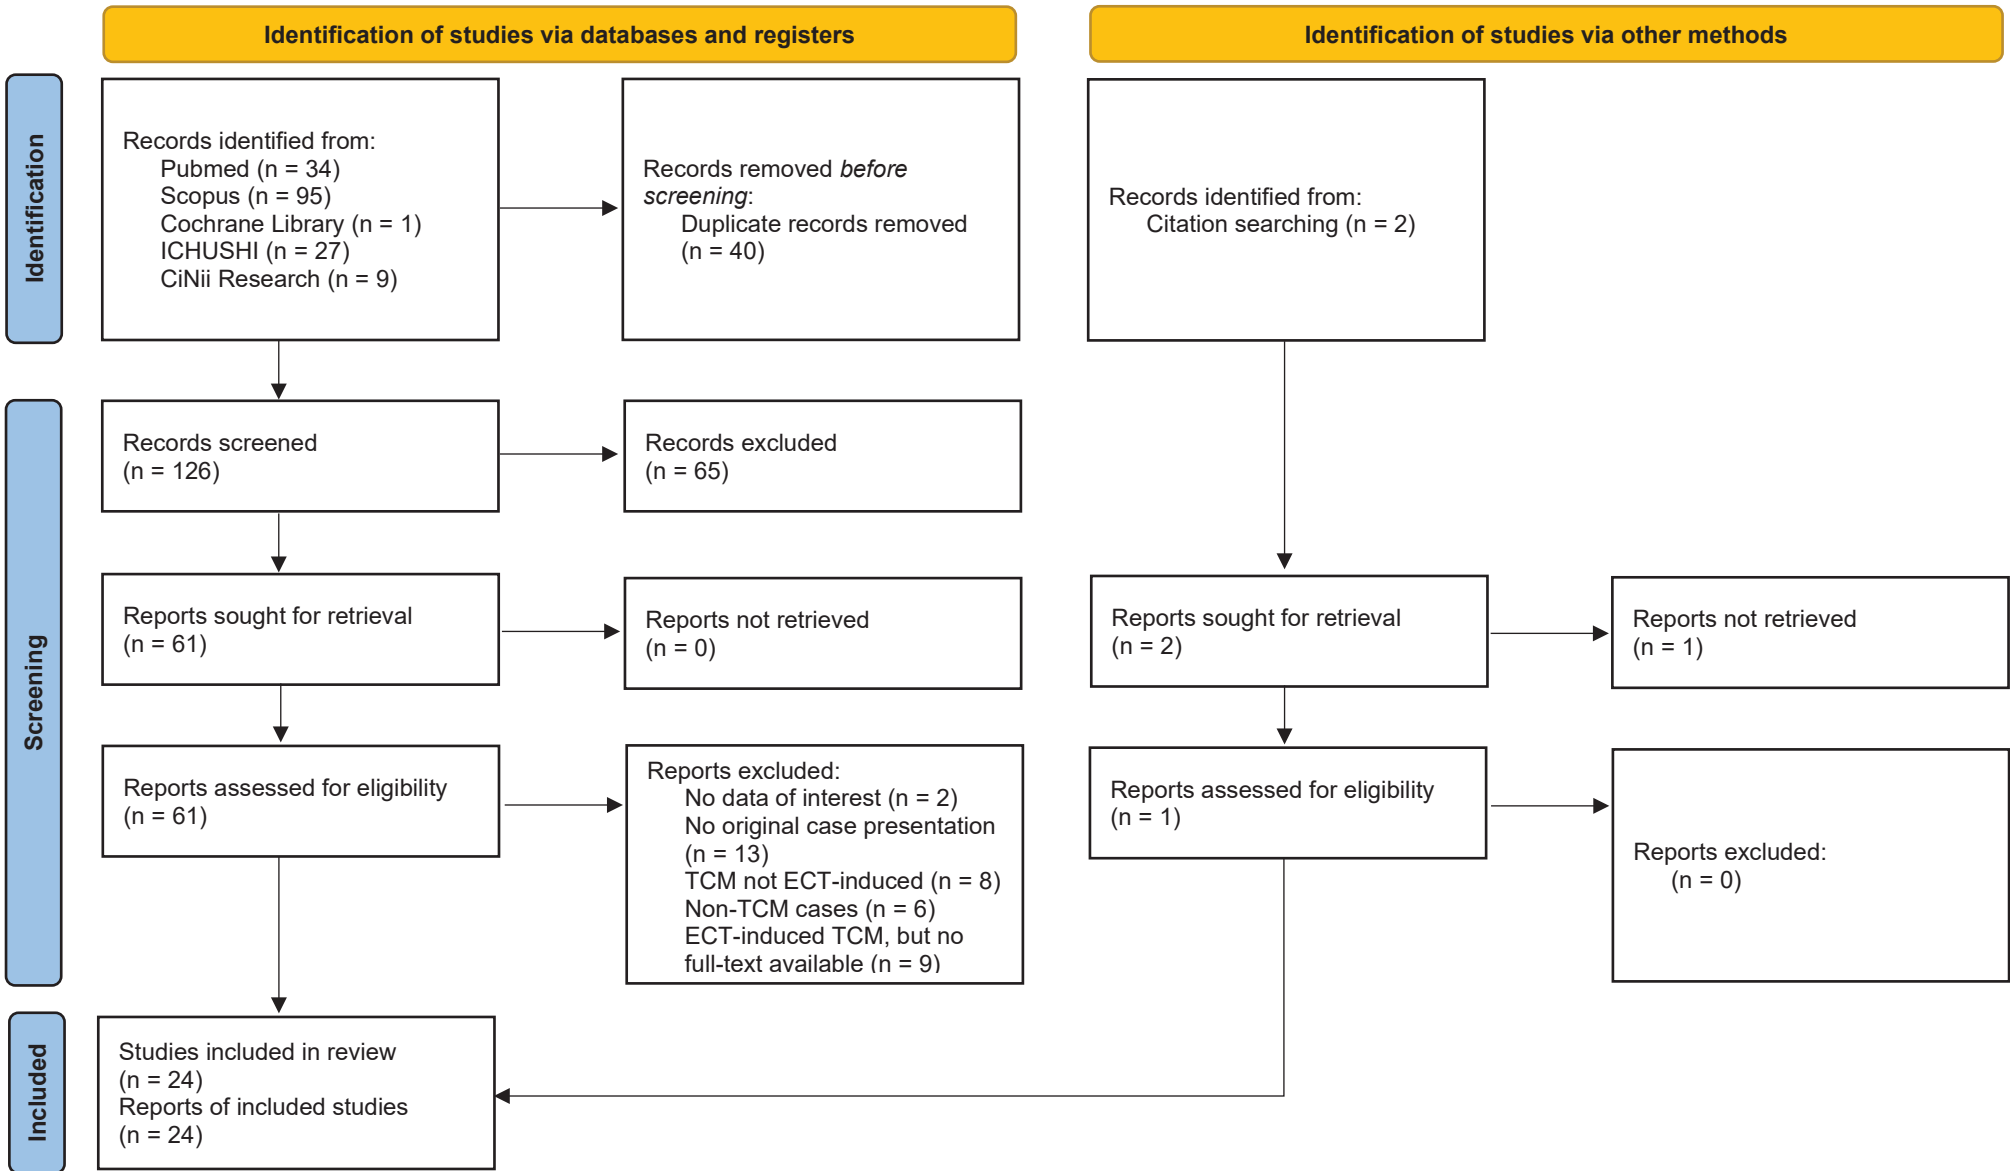 Identification of studies via databases and registers
Identification of studies via other methods
Identification
Records identified from:
Pubmed (n = 34)
Scopus (n = 95)
Cochrane Library (n = 1)
ICHUSHI (n = 27)
CiNii Research (n = 9)
Records removed before
screening:
Duplicate records removed
(n = 40)
Records identified from:
Citation searching (n = 2)
Screening
Records screened
(n = 126)
Records excluded
(n = 65)
Reports sought for retrieval
(n = 61)
Reports not retrieved
(n = 0)
Reports sought for retrieval
(n = 2)
Reports not retrieved
(n = 1)
Reports assessed for eligibility
(n = 61)
Reports excluded:
No data of interest (n = 2)
No original case presentation
(n = 13)
TCM not ECT-induced (n = 8)
Non-TCM cases (n = 6)
ECT-induced TCM, but no
full-text available (n = 9)
Reports assessed for eligibility
(n = 1)
Reports excluded:
(n = 0)
Included
Studies included in review
(n = 24)
Reports of included studies
(n = 24)